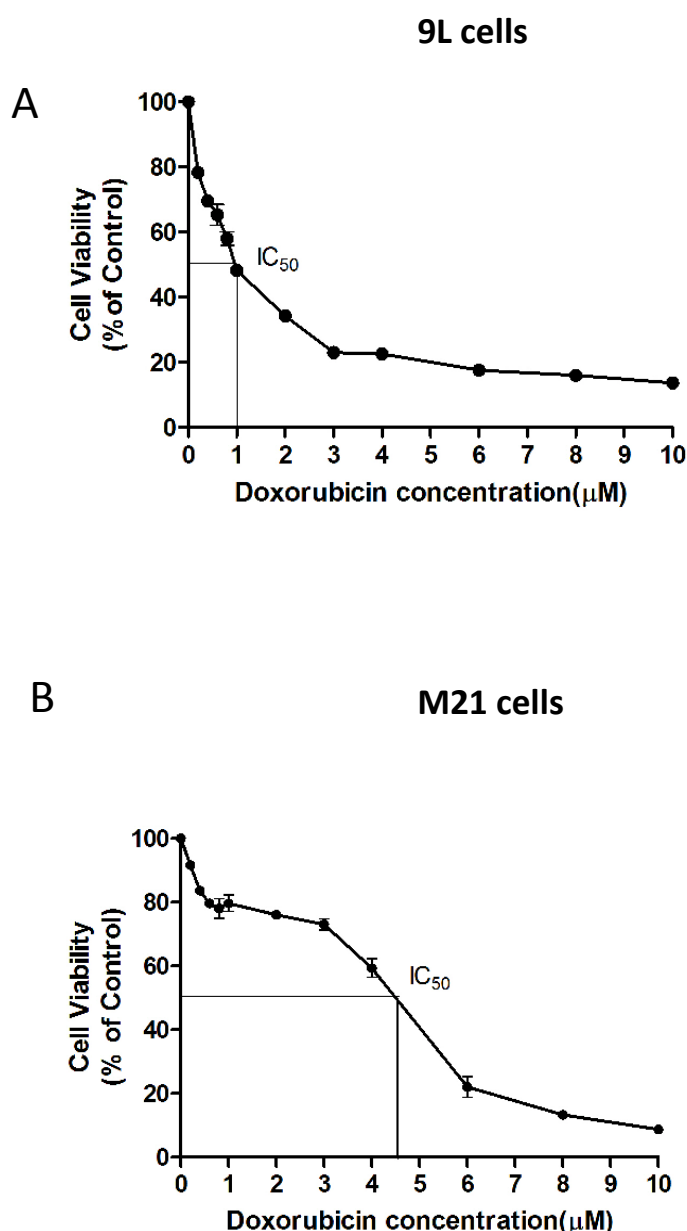 9L cells
A
100
80
60
40
20
0
Cell Viability
(% of Control)
IC50
0 1 2 3 4 5 6 7 8 9 10
Doxorubicin concentration(μM)
B
M21 cells
100
80
60
40
20
0
Cell Viability
(% of Control)
IC50
0 1 2 3 4 5 6 7 8 9 10
Doxorubicin concentration(μM)